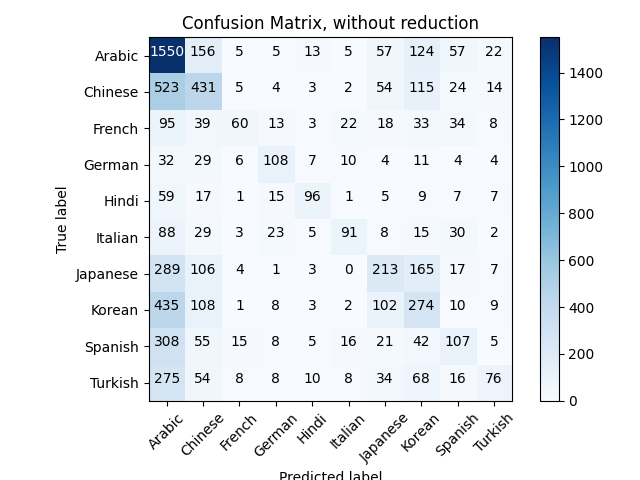 Confusion Matrix, without reduction
Arabic 1550 156 5 5 13 5 57 124 57 22
Chinese 523 431 5 4 3 2 54 115 24 14
French 95 39 60 13 3 22 18 33 34 8
German 32 29 6 108 7 10 4 11 4 4
Hindi 59 17 1 15 96 1 5 9 7 7
Italian 88 29 3 23 5 91 8 15 30 2
Japanese 289 106 4 1 3 0 213 165 17 7
Korean 435 108 1 8 3 2 102 274 10 9
Spanish 308 55 15 8 5 16 21 42 107 5
Turkish 275 54 8 8 10 8 34 68 16 76
Arabic Chinese French German Hindi Italian Japanese Korean Spanish Turkish
True label
Predicted label
1400
1200
1000
800
600
400
200
0